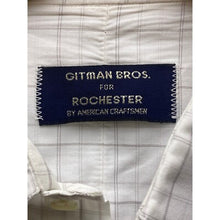 GITMAN BROS.
FOR
ROCHESTER
BY AMERICAN CRAFTSMEN